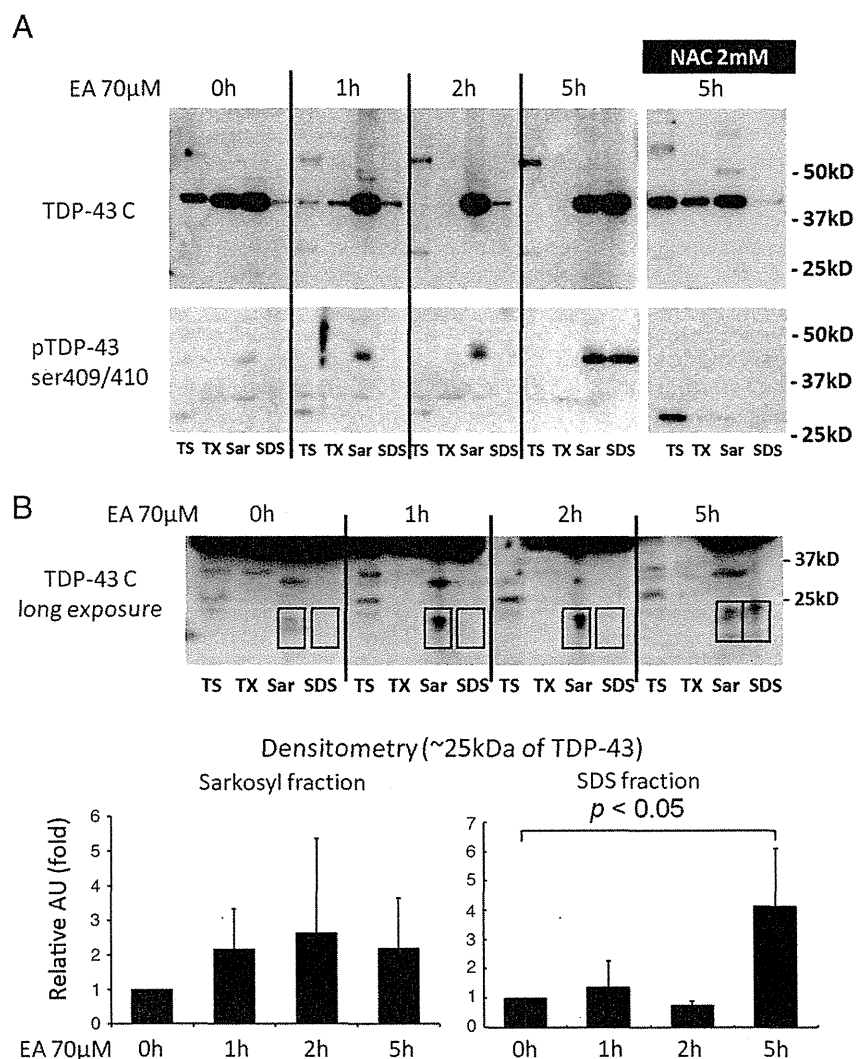 A
NAC 2mM
EA 70μM 0h 1h 2h 5h 5h
TDP-43 C
- 50kD
- 37kD
- 25kD
pTDP-43
ser409/410
- 50kD
- 37kD
- 25kD
TS TX Sar SDS TS TX Sar SDS TS TX Sar SDS TS TX Sar SDS TS TX Sar SDS
B
EA 70μM 0h 1h 2h 5h
TDP-43 C
long exposure
- 37kD
- 25kD
TS TX Sar SDS TS TX Sar SDS TS TX Sar SDS TS TX Sar SDS
Densitometry (~25kDa of TDP-43)
Sarkosyl fraction
SDS fraction
p < 0.05
Relative AU (fold)
6
5
4
3
2
1
0
7
6
5
4
3
2
1
0
EA 70μM 0h 1h 2h 5h 0h 1h 2h 5h